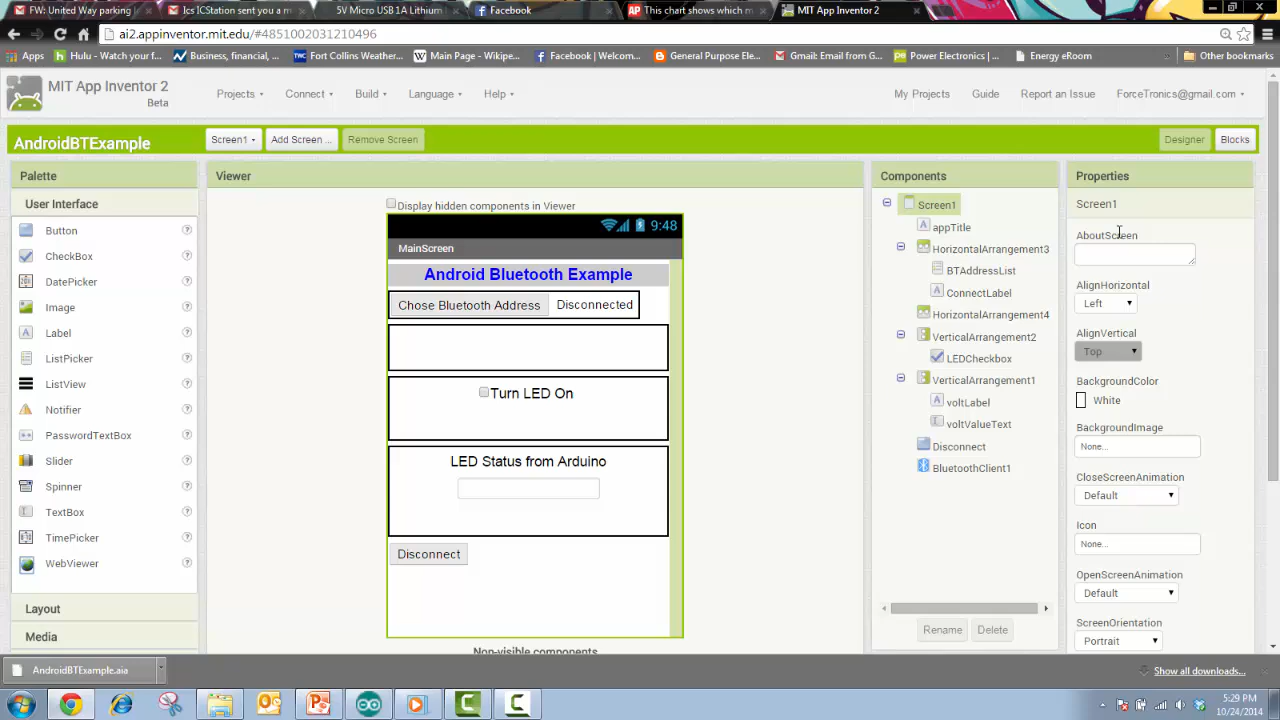 FW: United Way parking
Ics ICStation sent you a m
5V Micro USB 1A Lithium
Facebook
This chart shows which m
MIT App Inventor 2
ai2.appinventor.mit.edu/#4851002031210496
Apps
Hulu - Watch your f...
Business, financial, ...
Fort Collins Weather...
Main Page - Wikipe...
Facebook | Welcom...
General Purpose Ele...
Gmail: Email from G...
Power Electronics | ...
Energy eRoom
»
Other bookmarks
MIT App Inventor 2
Beta
Projects
Connect
Build
Language
Help
My Projects
Guide
Report an Issue
ForceTronics@gmail.com
AndroidBTExample
Screen1
Add Screen ...
Remove Screen
Designer
Blocks
Palette
User Interface
Button
CheckBox
DatePicker
Image
Label
ListPicker
ListView
Notifier
PasswordTextBox
Slider
Spinner
TextBox
TimePicker
WebViewer
Layout
Media
Viewer
Display hidden components in Viewer
9:48
MainScreen
Android Bluetooth Example
Chose Bluetooth Address
Disconnected
Turn LED On
LED Status from Arduino
Disconnect
Non-visible components
Components
Screen1
appTitle
HorizontalArrangement3
BTAddressList
ConnectLabel
HorizontalArrangement4
VerticalArrangement2
LEDCheckbox
VerticalArrangement1
voltLabel
voltValueText
Disconnect
BluetoothClient1
Rename
Delete
Properties
Screen1
AboutScreen
AlignHorizontal
Left
AlignVertical
Top
BackgroundColor
White
BackgroundImage
None...
CloseScreenAnimation
Default
Icon
None...
OpenScreenAnimation
Default
ScreenOrientation
Portrait
AndroidBTExample.aia
Show all downloads...
5:29 PM
10/24/2014